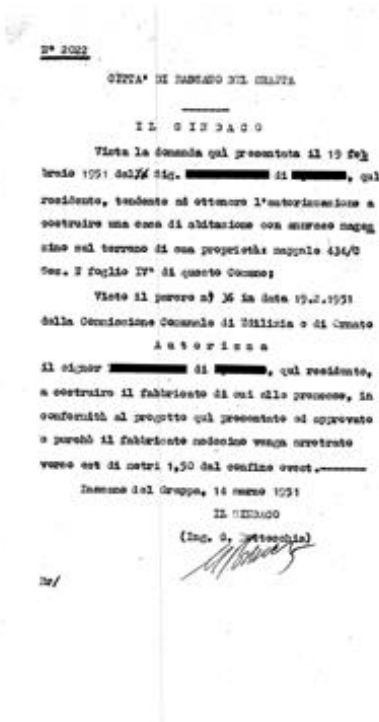 N° 2022
CITTA' DI BASSANO DEL GRAPPA
IL SINDACO
Vista la domanda quì presentata il 19 feb
braio 1951 dal Sig. di , quì
residente, tendente ad ottenere l'autorizzazione a
costruire una casa di abitazione con annesso magaz
zino sul terreno di sua proprietà: mappale 434/
Sez. foglio IV° di questo Comune;
Visto il parere n° 36 in data 19.2.1951
della Commissione Comunale di Edilizia e di Ornato
Autorizza
il signor di , quì residente,
a costruire il fabbricato di cui alle premesse, in
conformità al progetto quì presentato ed approvato
e purchè il fabbricato medesimo venga arretrato
verso est di metri 1,50 dal confine ovest.-------
Bassano del Grappa, 14 marzo 1951
IL SINDACO
(Ing. G. )